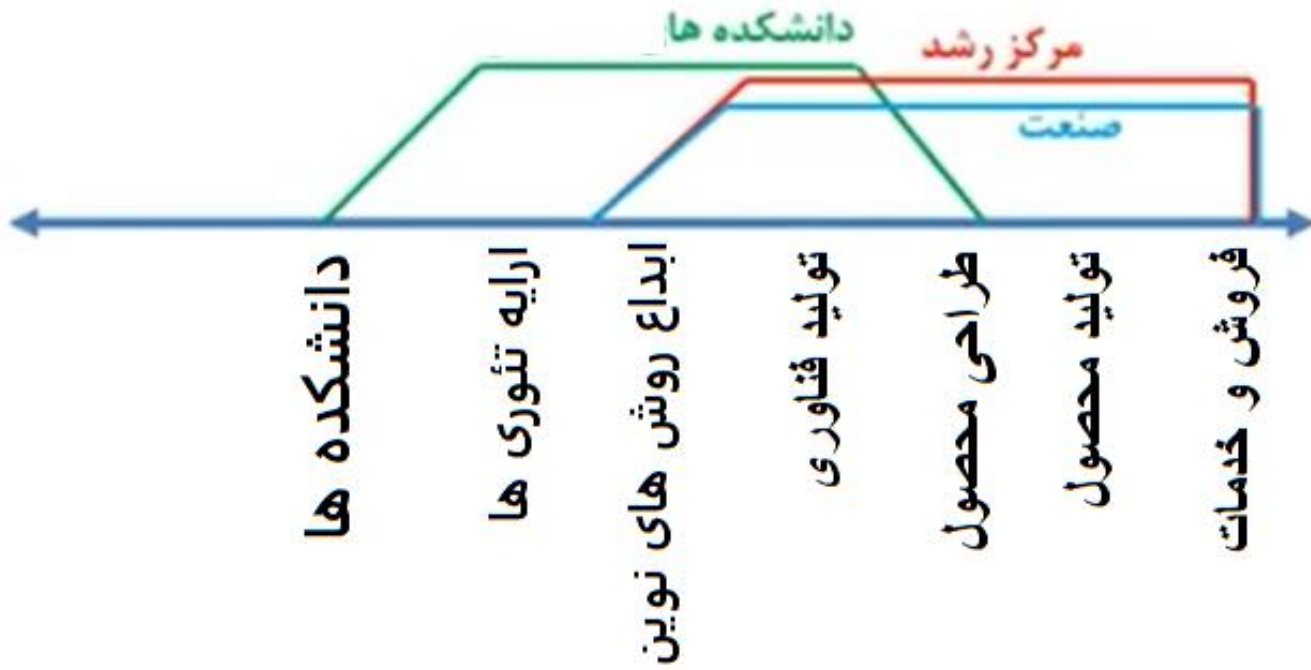 دانشکده ها
مرکز رشد
صنعت
دانشکده ها
ارایه تئوری ها
ابداع روش های نوین
تولید فناوری
طراحی محصول
تولید محصول
فروش و خدمات